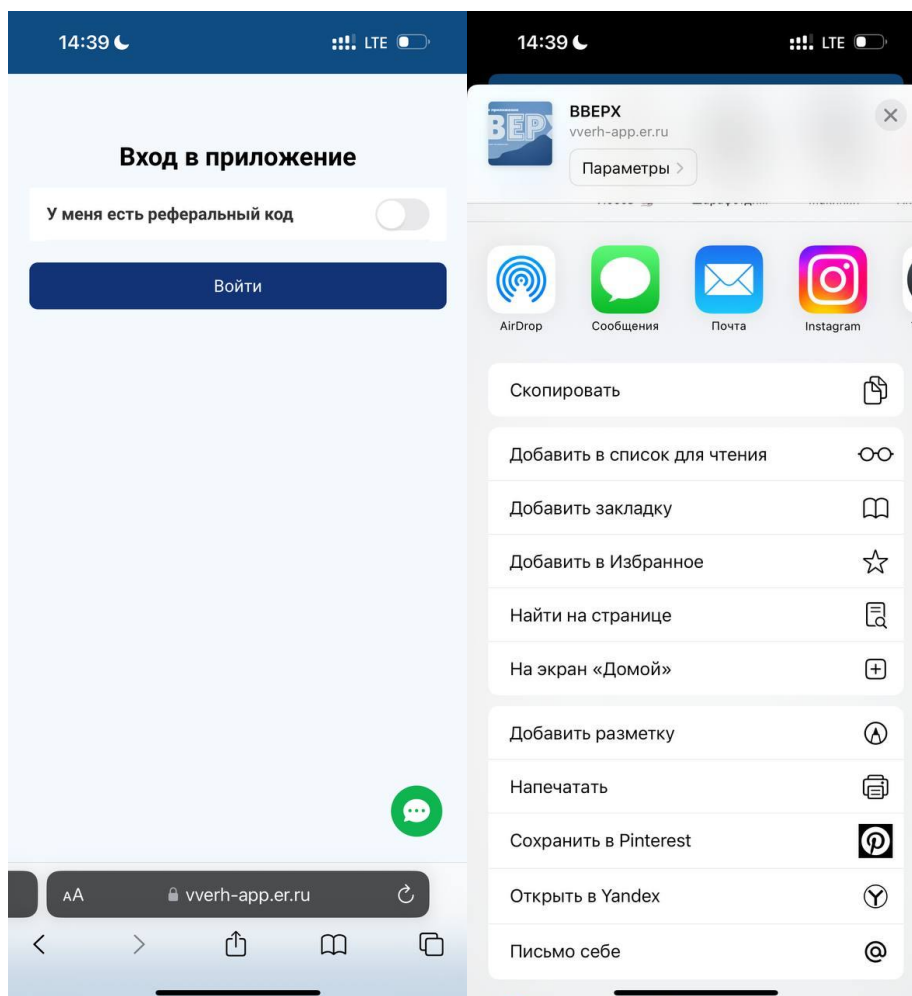 14:39
LTE
Вход в приложение
У меня есть реферальный код
Войти
AA
vverh-app.er.ru
14:39
LTE
ВЕРХ
ВВЕРХ
vverh-app.er.ru
Параметры
AirDrop
Сообщения
Почта
Instagram
Скопировать
Добавить в список для чтения
Добавить закладку
Добавить в Избранное
Найти на странице
На экран «Домой»
Добавить разметку
Напечатать
Сохранить в Pinterest
Открыть в Yandex
Письмо себе